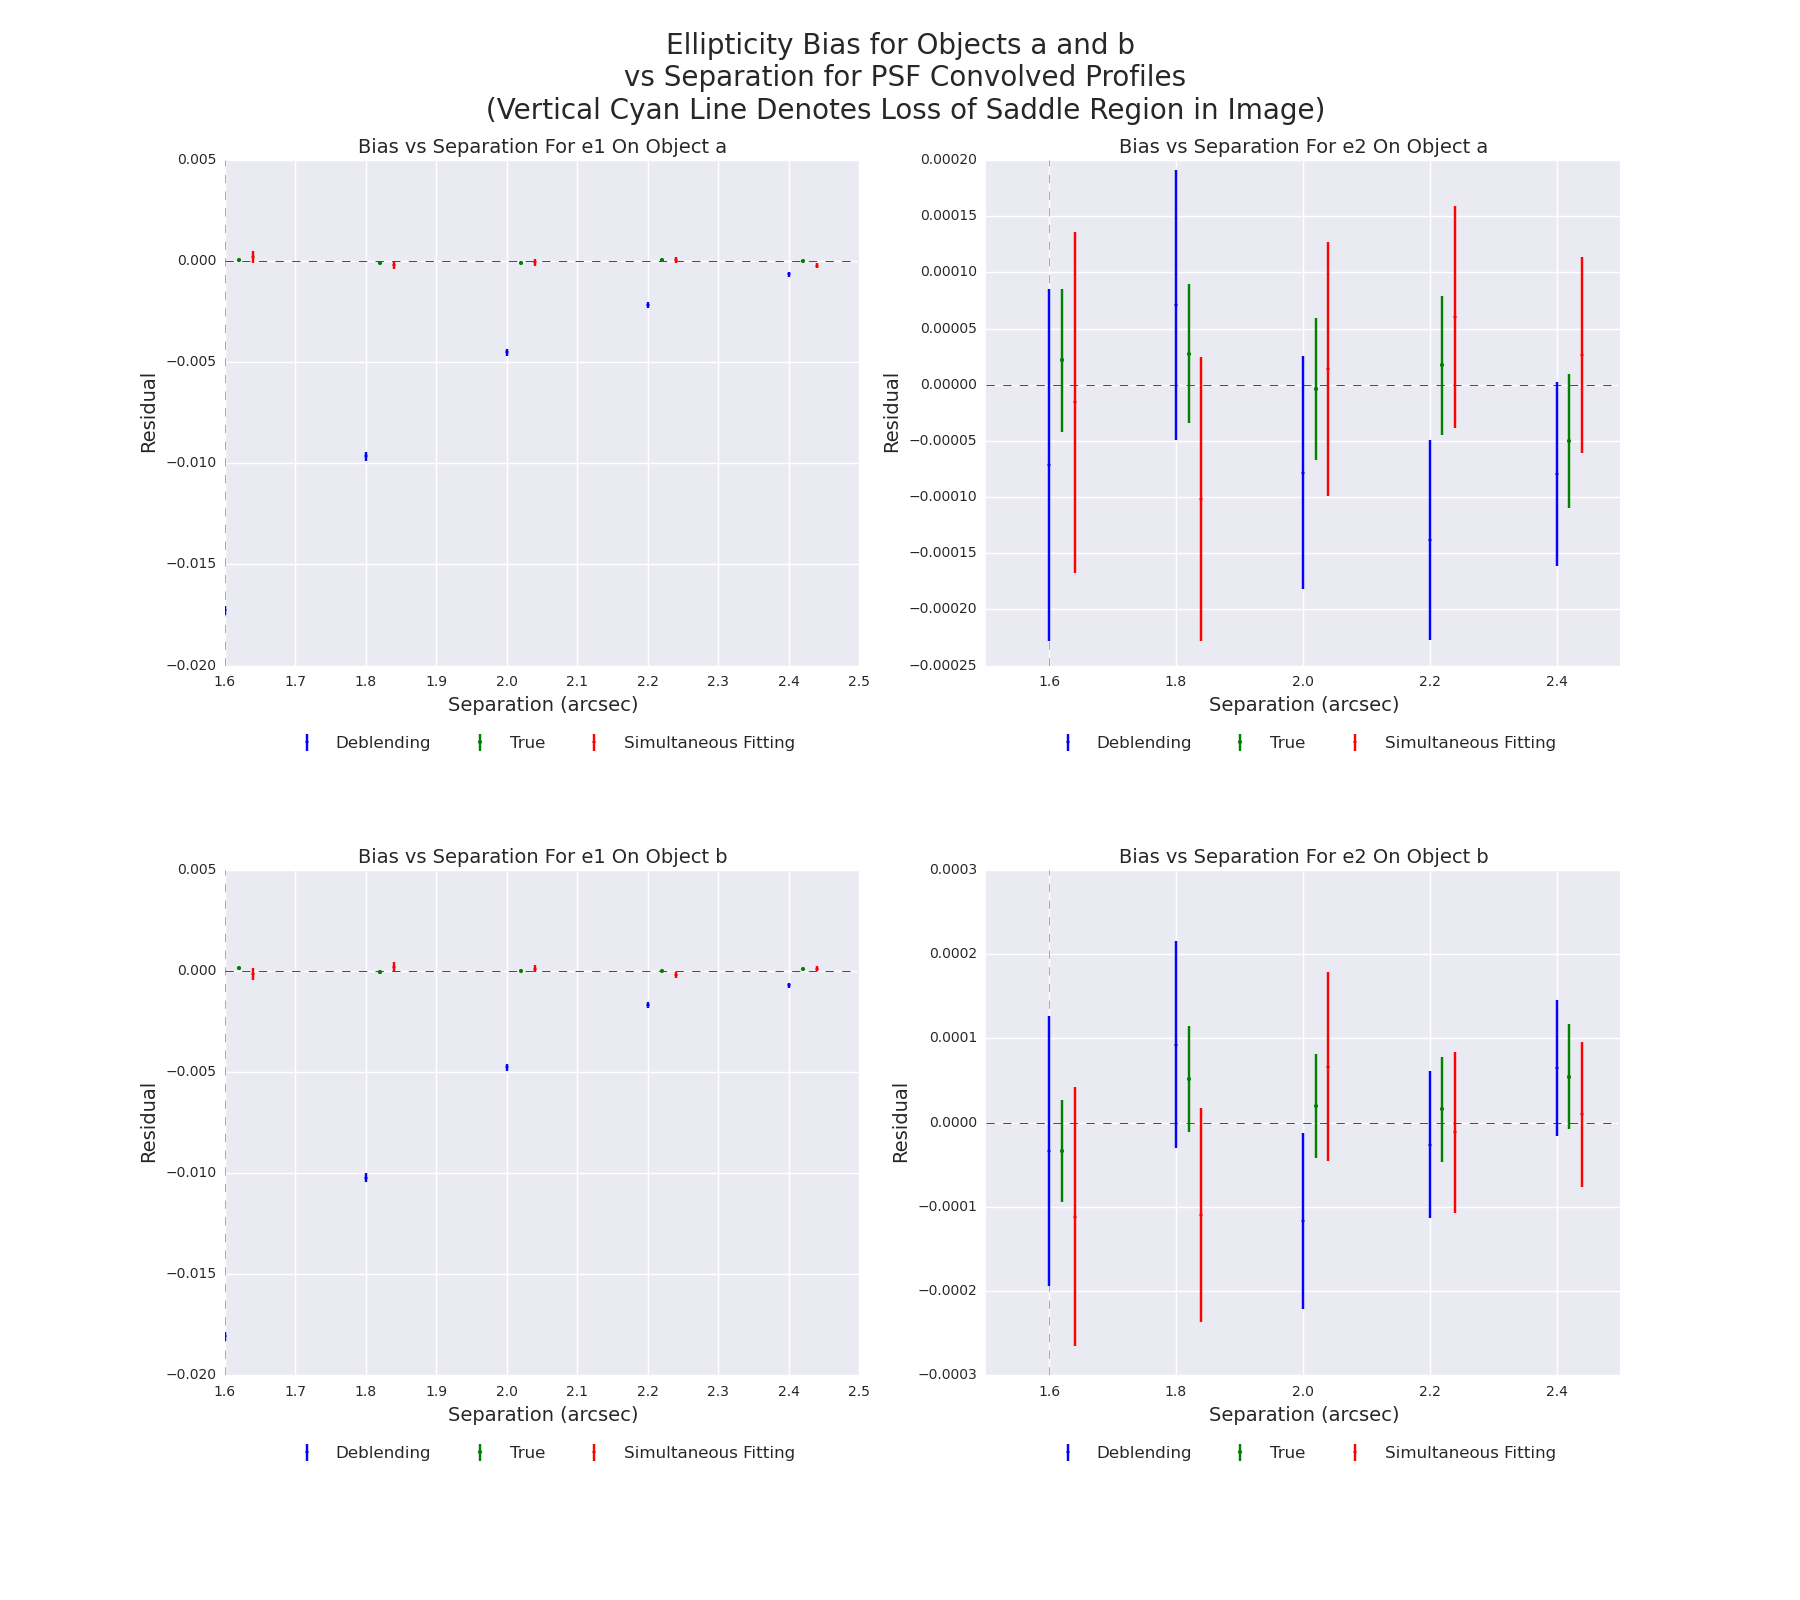 Ellipticity Bias for Objects a and b
vs Separation for PSF Convolved Profiles
(Vertical Cyan Line Denotes Loss of Saddle Region in Image)
Bias vs Separation For e1 On Object a
0.005
0.000
−0.005
−0.010
−0.015
−0.020
Residual
1.6 1.7 1.8 1.9 2.0 2.1 2.2 2.3 2.4 2.5
Separation (arcsec)
Deblending True Simultaneous Fitting
Bias vs Separation For e2 On Object a
0.00020
0.00015
0.00010
0.00005
0.00000
−0.00005
−0.00010
−0.00015
−0.00020
−0.00025
Residual
1.6 1.8 2.0 2.2 2.4
Separation (arcsec)
Deblending True Simultaneous Fitting
Bias vs Separation For e1 On Object b
0.005
0.000
−0.005
−0.010
−0.015
−0.020
Residual
1.6 1.7 1.8 1.9 2.0 2.1 2.2 2.3 2.4 2.5
Separation (arcsec)
Deblending True Simultaneous Fitting
Bias vs Separation For e2 On Object b
0.0003
0.0002
0.0001
0.0000
−0.0001
−0.0002
−0.0003
Residual
1.6 1.8 2.0 2.2 2.4
Separation (arcsec)
Deblending True Simultaneous Fitting